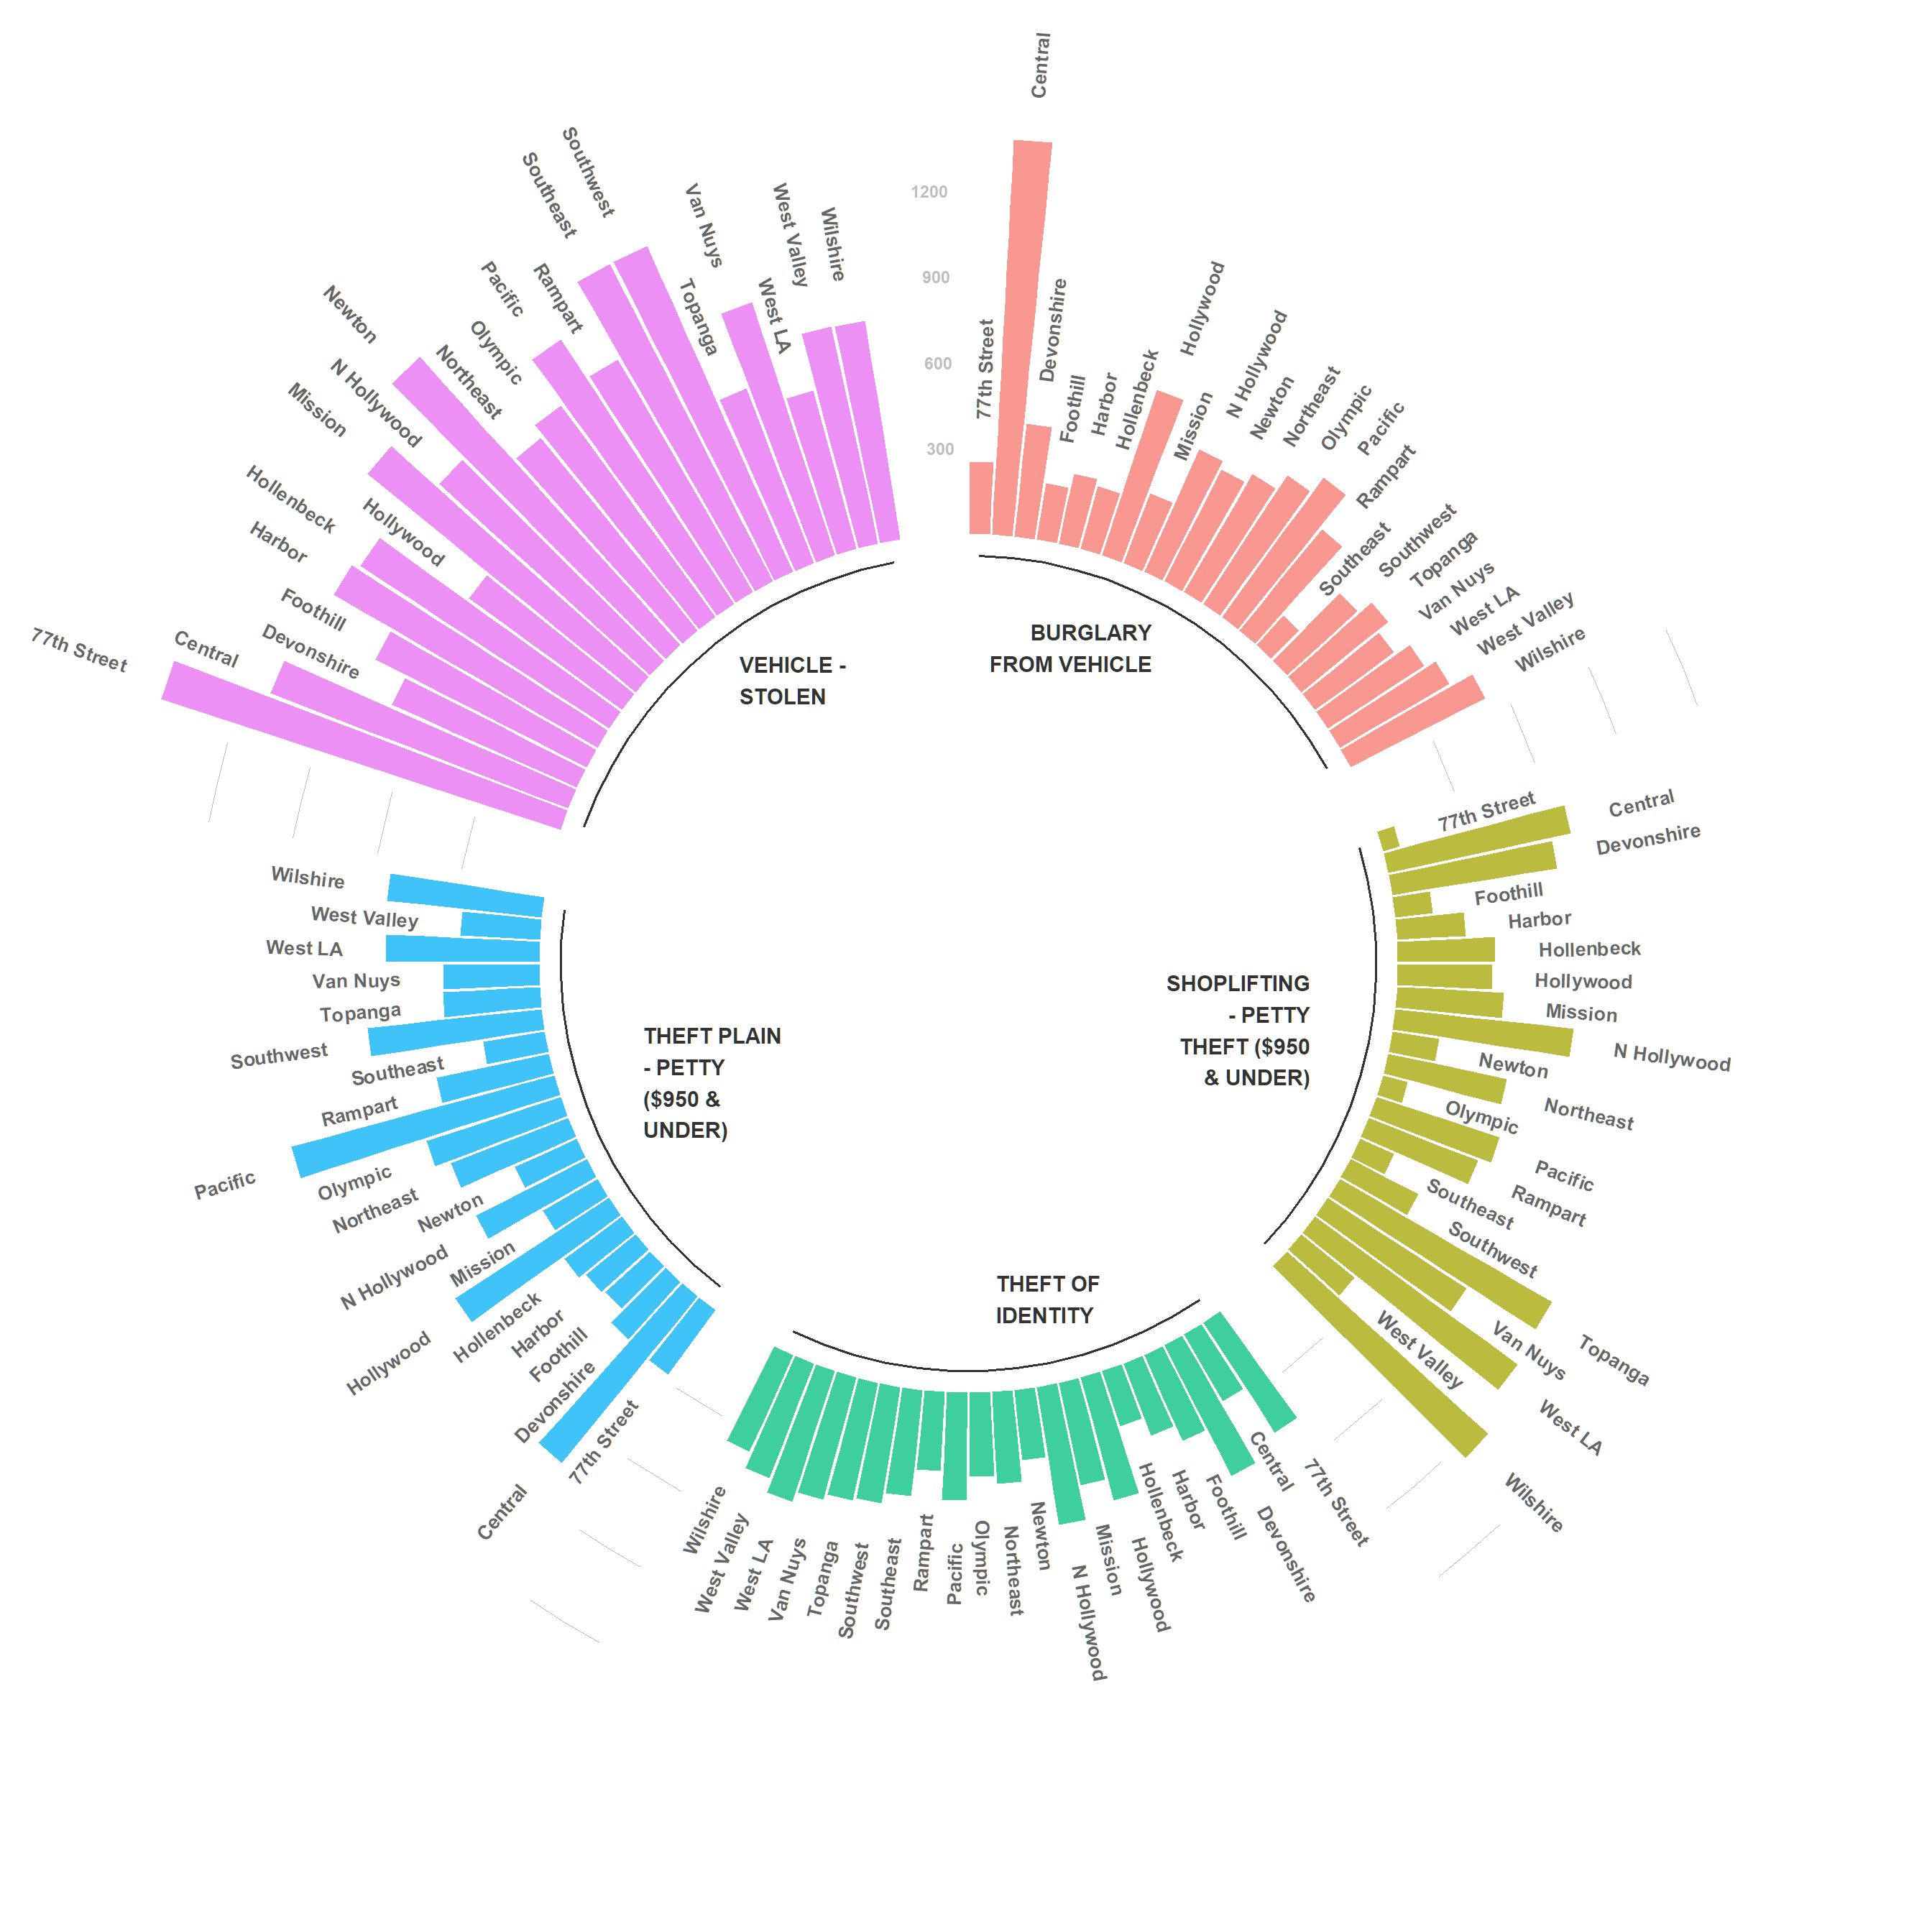 1200
900
600
300
77th Street
Central
Devonshire
Foothill
Harbor
Hollenbeck
Hollywood
Mission
N Hollywood
Newton
Northeast
Olympic
Pacific
Rampart
Southeast
Southwest
Topanga
Van Nuys
West LA
West Valley
Wilshire
BURGLARY
FROM VEHICLE
77th Street
Central
Devonshire
Foothill
Harbor
Hollenbeck
Hollywood
Mission
N Hollywood
Newton
Northeast
Olympic
Pacific
Rampart
Southeast
Southwest
Topanga
Van Nuys
West LA
West Valley
Wilshire
SHOPLIFTING
- PETTY
THEFT ($950
& UNDER)
77th Street
Central
Devonshire
Foothill
Harbor
Hollenbeck
Hollywood
Mission
N Hollywood
Newton
Northeast
Olympic
Pacific
Rampart
Southeast
Southwest
Topanga
Van Nuys
West LA
West Valley
Wilshire
THEFT OF
IDENTITY
77th Street
Central
Devonshire
Foothill
Harbor
Hollenbeck
Hollywood
Mission
N Hollywood
Newton
Northeast
Olympic
Pacific
Rampart
Southeast
Southwest
Topanga
Van Nuys
West LA
West Valley
Wilshire
THEFT PLAIN
- PETTY
($950 &
UNDER)
77th Street
Central
Devonshire
Foothill
Harbor
Hollenbeck
Hollywood
Mission
N Hollywood
Newton
Northeast
Olympic
Pacific
Rampart
Southeast
Southwest
Topanga
Van Nuys
West LA
West Valley
Wilshire
VEHICLE -
STOLEN